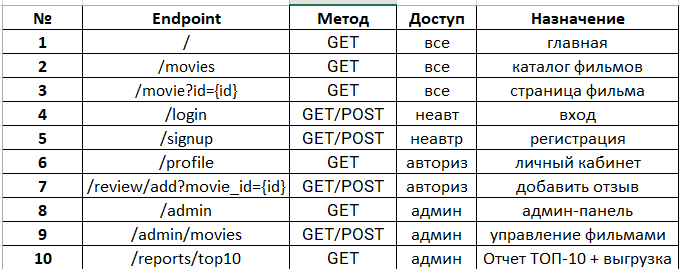 № Endpoint Метод Доступ Назначение
1 / GET все главная
2 /movies GET все каталог фильмов
3 /movie?id={id} GET все страница фильма
4 /login GET/POST неавт вход
5 /signup GET/POST неавтр регистрация
6 /profile GET авториз личный кабинет
7 /review/add?movie_id={id} GET/POST авториз добавить отзыв
8 /admin GET админ админ-панель
9 /admin/movies GET/POST админ управление фильмами
10 /reports/top10 GET админ Отчет ТОП-10 + выгрузка